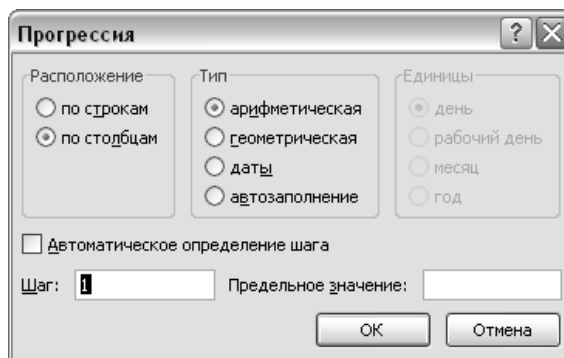 Прогрессия
Расположение
по строкам
по столбцам
Тип
арифметическая
геометрическая
даты
автозаполнение
Единицы
день
рабочий день
месяц
год
Автоматическое определение шага
Шаг: 1 Предельное значение:
ОК Отмена